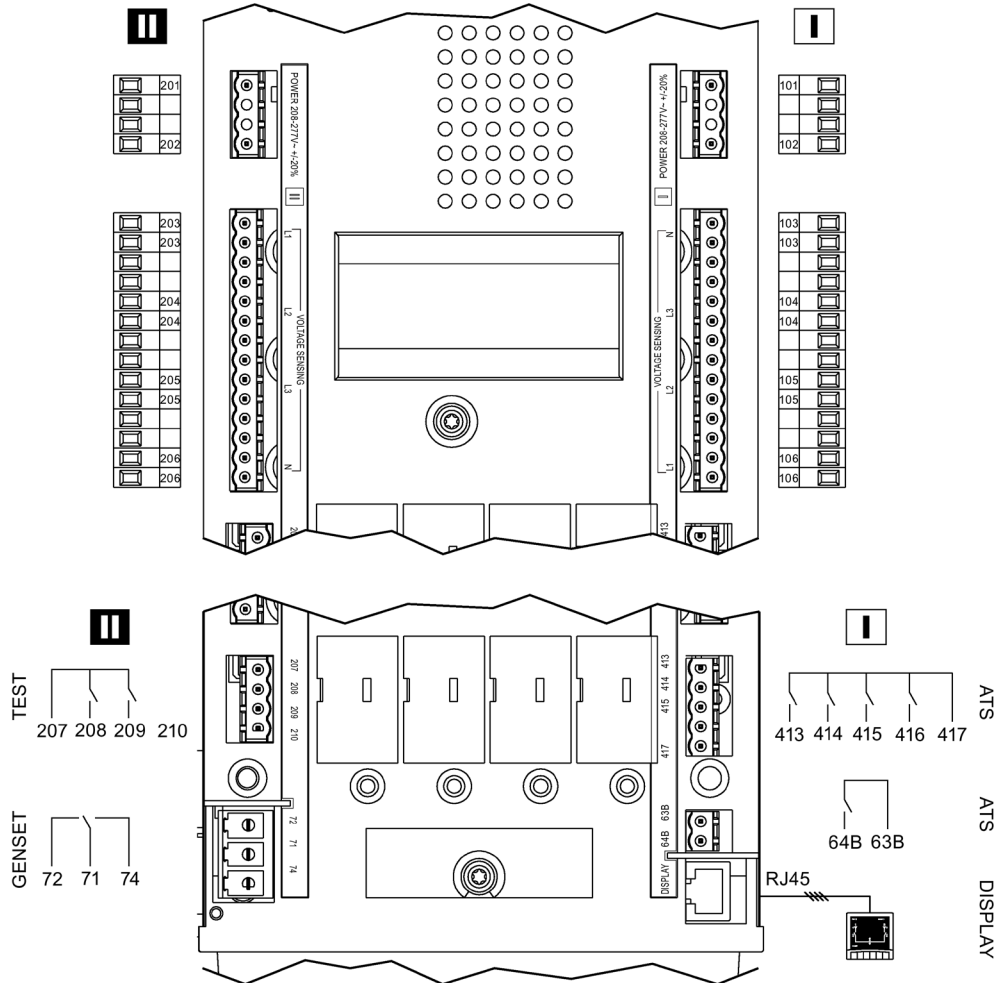 II
I
201
202
203
203
204
204
205
205
206
206
POWER 208-277V~ +/-20%
II
L1
L2
L3
N
VOLTAGE SENSING
POWER 208-277V~ +/-20%
I
N
L3
L2
L1
VOLTAGE SENSING
413
101
102
103
103
104
104
105
105
106
106
II
I
TEST
207 208 209 210
GENSET
72 71 74
207
208
209
210
72
71
74
413
414
415
417
63B
64B
DISPLAY
ATS
413 414 415 416 417
ATS
64B 63B
RJ45
DISPLAY